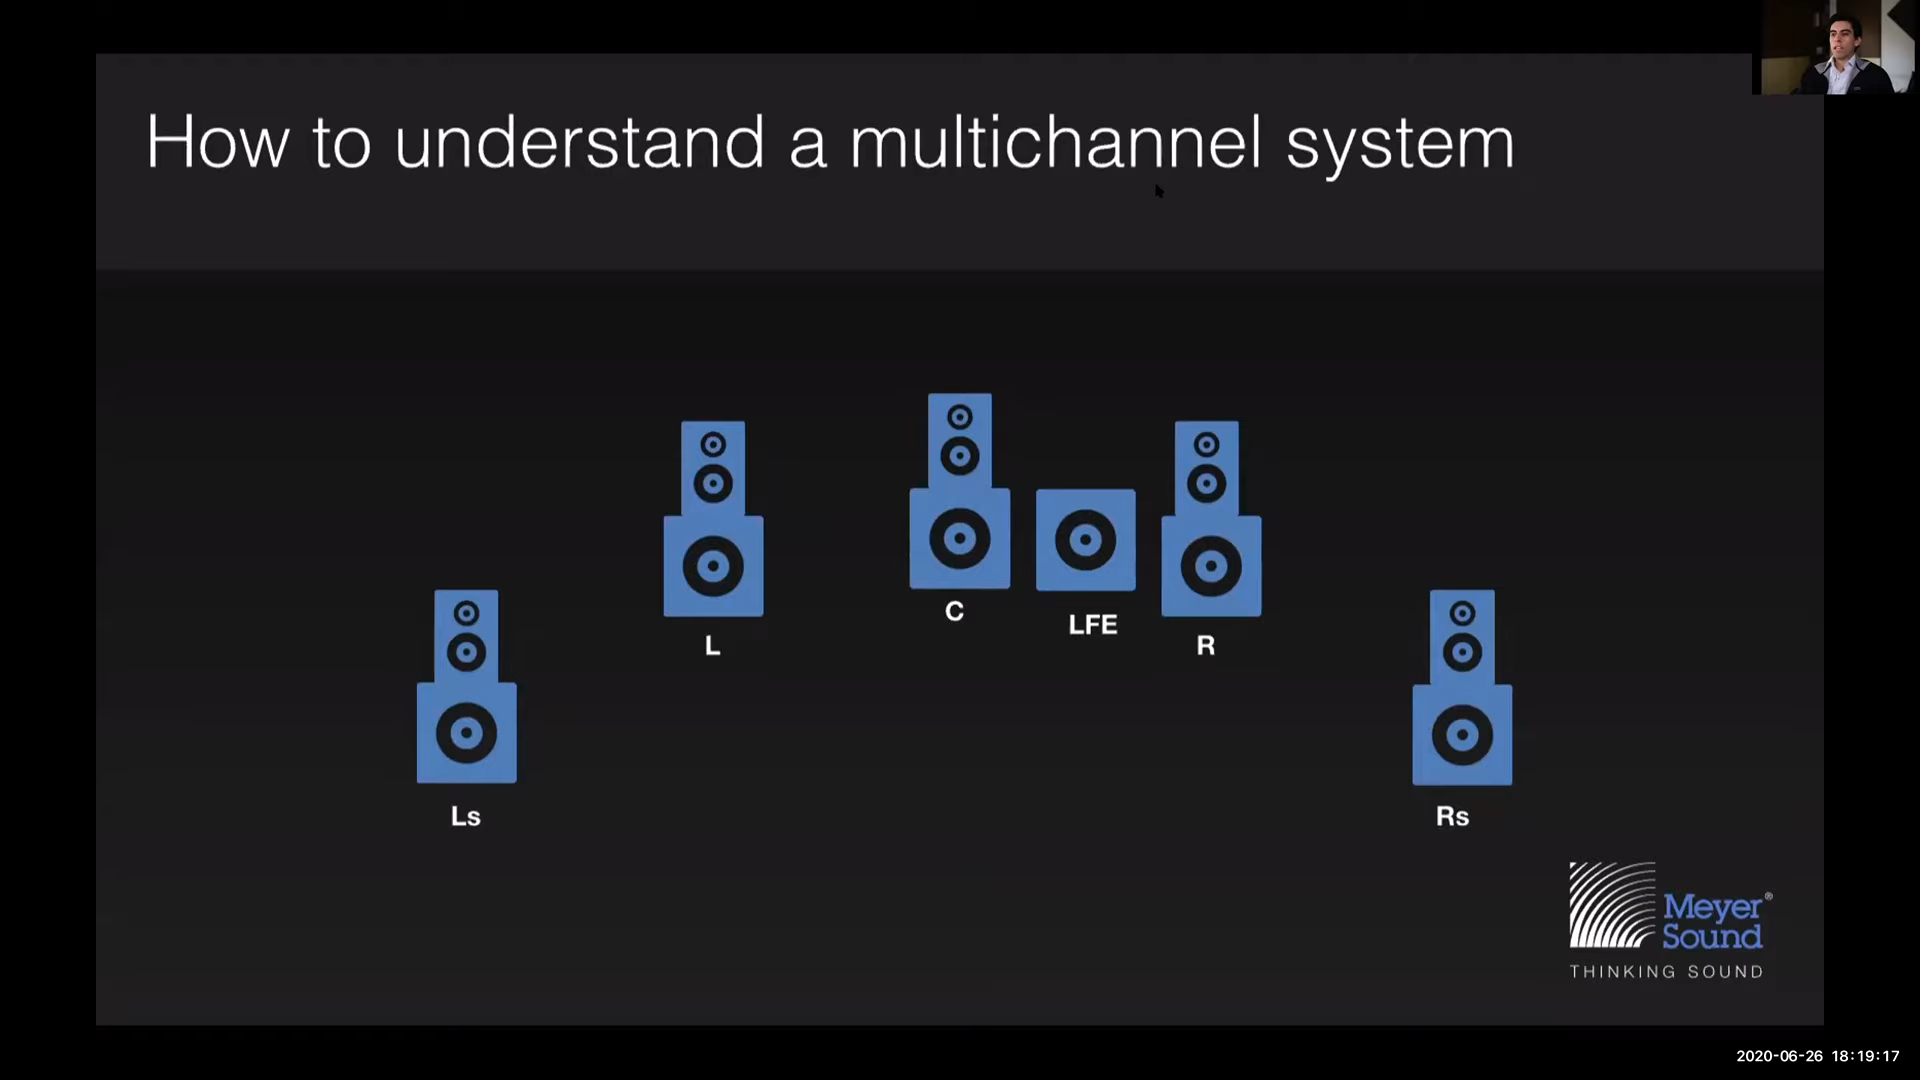 How to understand a multichannel system
C
LFE
L
R
Ls
Rs
Meyer®
Sound
THINKING SOUND
2020-06-26 18:19:17